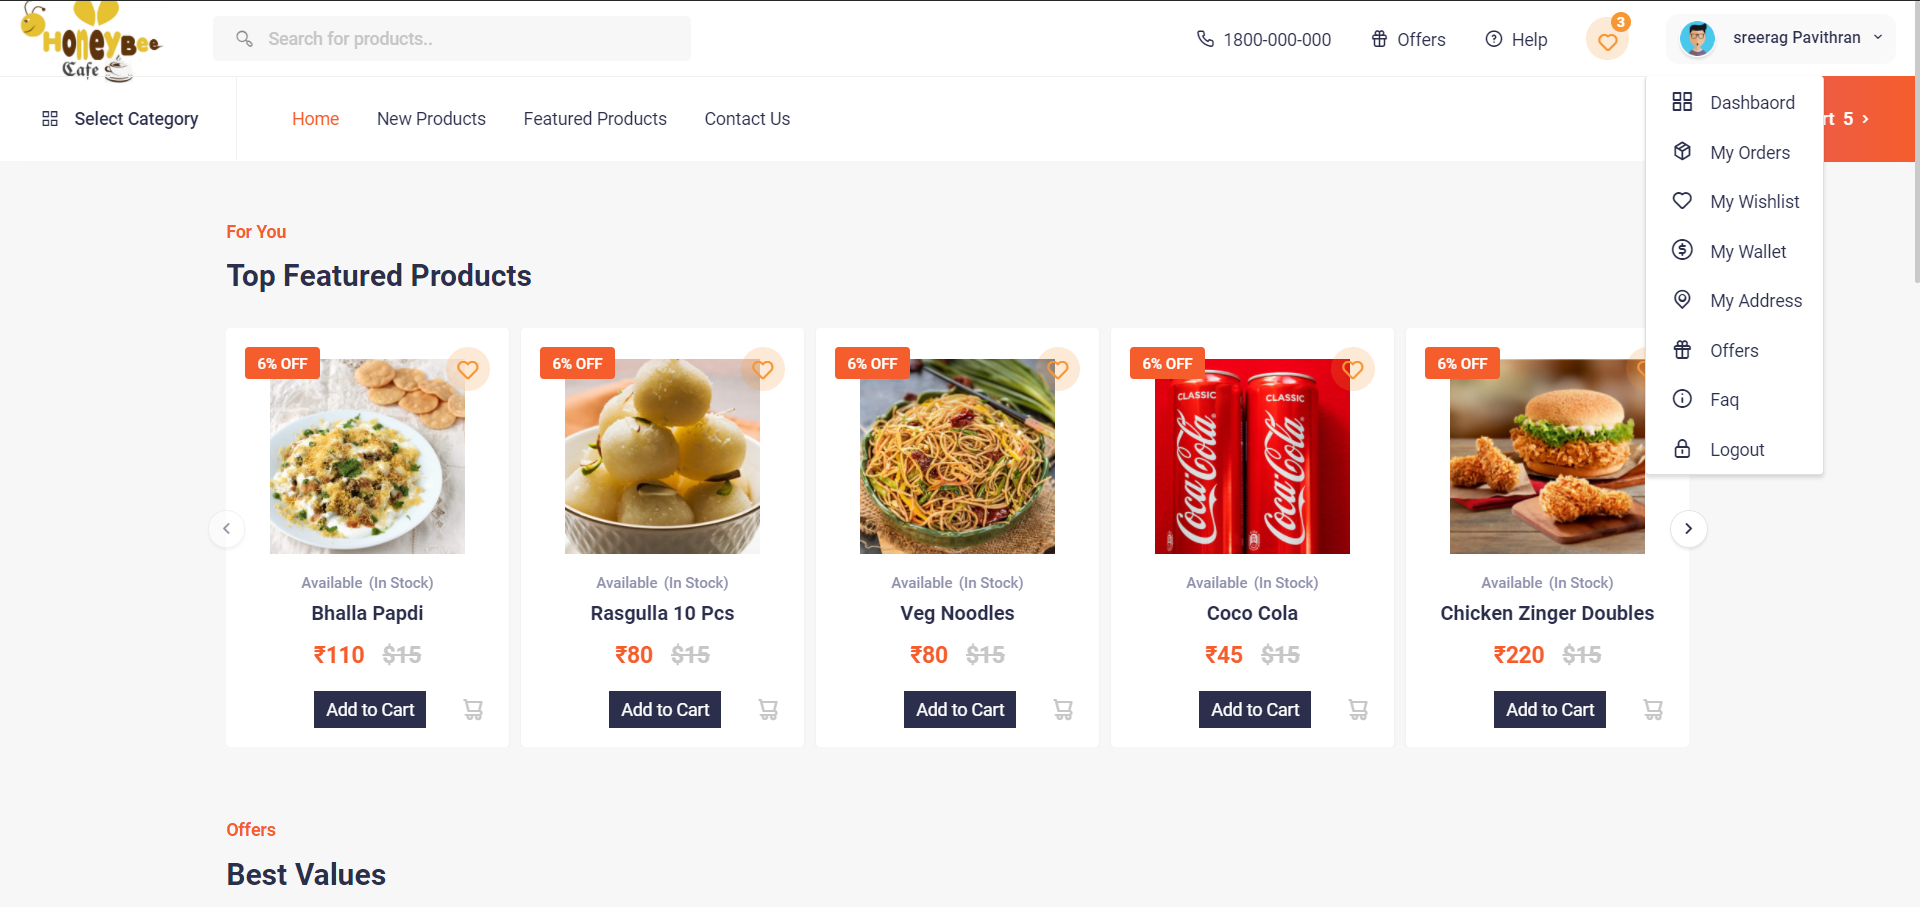 HoneyBee
Cafe
Search for products..
1800-000-000
Offers
Help
3
sreerag Pavithran
Select Category
Home
New Products
Featured Products
Contact Us
rt 5
Dashbaord
My Orders
My Wishlist
My Wallet
My Address
Offers
Faq
Logout
For You
Top Featured Products
6% OFF
6% OFF
6% OFF
6% OFF
6% OFF
CLASSIC
CLASSIC
Coca-Cola
Coca-Cola
Available (In Stock)
Bhalla Papdi
₹110 $15
Add to Cart
Available (In Stock)
Rasgulla 10 Pcs
₹80 $15
Add to Cart
Available (In Stock)
Veg Noodles
₹80 $15
Add to Cart
Available (In Stock)
Coco Cola
₹45 $15
Add to Cart
Available (In Stock)
Chicken Zinger Doubles
₹220 $15
Add to Cart
Offers
Best Values